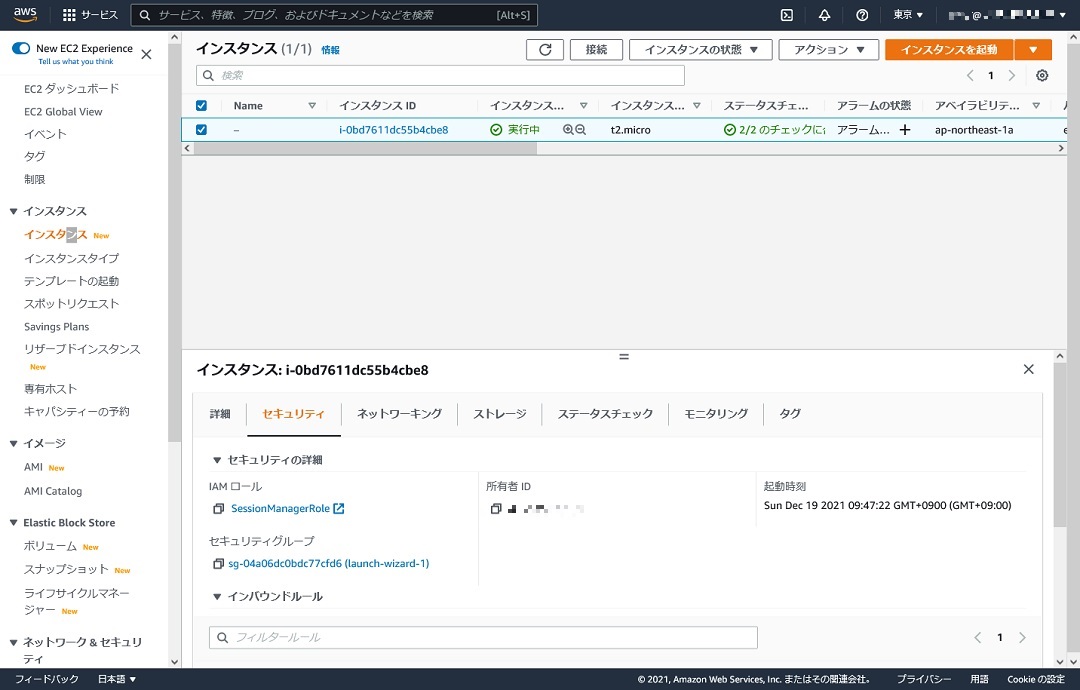 aws サービス サービス、特徴、ブログ、およびドキュメントなどを検索 [Alt+S] 東京
New EC2 Experience
Tell us what you think
EC2 ダッシュボード
EC2 Global View
イベント
タグ
制限
インスタンス
インスタンス New
インスタンスタイプ
テンプレートの起動
スポットリクエスト
Savings Plans
リザーブドインスタンス
New
専有ホスト
キャパシティーの予約
イメージ
AMI New
AMI Catalog
Elastic Block Store
ボリューム New
スナップショット New
ライフサイクルマネー
ジャー New
ネットワーク & セキュリ
ティ
インスタンス (1/1) 情報 接続 インスタンスの状態 アクション インスタンスを起動
検索 1
Name インスタンス ID インスタンス... インスタンス... ステータスチェ... アラームの状態 アベイラビリテ...
– i-0bd7611dc55b4cbe8 実行中 t2.micro 2/2 のチェックに アラーム... + ap-northeast-1a
インスタンス: i-0bd7611dc55b4cbe8
詳細 セキュリティ ネットワーキング ストレージ ステータスチェック モニタリング タグ
セキュリティの詳細
IAM ロール 所有者 ID 起動時刻
SessionManagerRole Sun Dec 19 2021 09:47:22 GMT+0900 (GMT+09:00)
セキュリティグループ
sg-04a06dc0bdc77cfd6 (launch-wizard-1)
インバウンドルール
フィルタールール 1
フィードバック 日本語 © 2021, Amazon Web Services, Inc. またはその関連会社。 プライバシー 用語 Cookie の設定